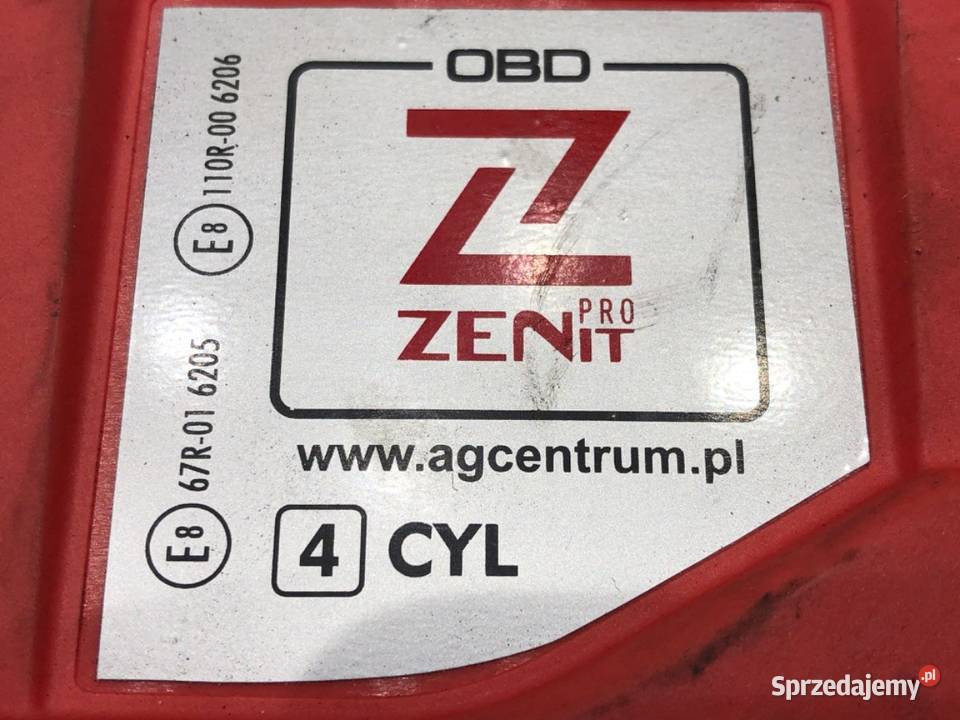 OBD
Z
PRO
ZENIT
www.agcentrum.pl
4 CYL
E8 110R-00 6206
E8 67R-01 6205
Sprzedajemy.pl